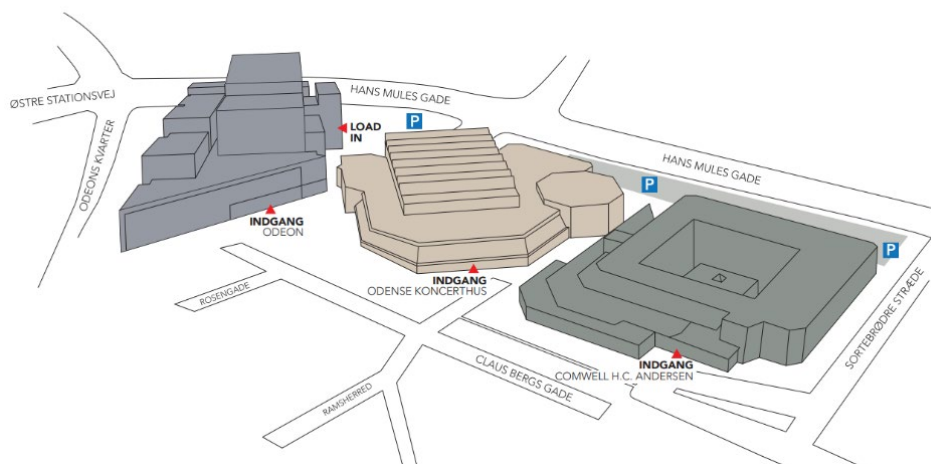 ØSTRE STATIONSVEJ
HANS MULES GADE
P
LOAD
IN
ODEONS KVARTER
HANS MULES GADE
P
P
INDGANG
ODEON
INDGANG
ODENSE KONCERTHUS
ROSENGADE
SORTEBRØDRE STRÆDE
INDGANG
COMWELL H.C. ANDERSEN
CLAUS BERGS GADE
RAMSHERRED